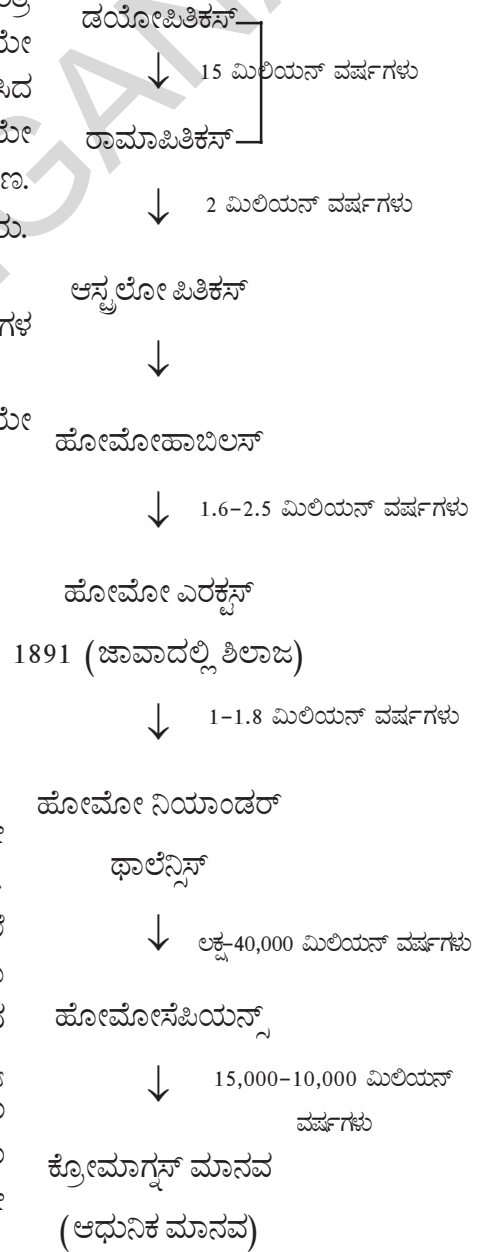 ಡಯೋಪಿತಿಕಸ್
15 ಮಿಲಿಯನ್ ವರ್ಷಗಳು
ರಾಮಾಪಿತಿಕಸ್
2 ಮಿಲಿಯನ್ ವರ್ಷಗಳು
ಆಸ್ಟ್ರಲೋ ಪಿತಿಕಸ್
ಹೋಮೋಹಾಬಿಲಸ್
1.6-2.5 ಮಿಲಿಯನ್ ವರ್ಷಗಳು
ಹೋಮೋ ಎರಕ್ಟಸ್
1891 (ಜಾವಾದಲ್ಲಿ ಶಿಲಾಜ)
1-1.8 ಮಿಲಿಯನ್ ವರ್ಷಗಳು
ಹೋಮೋ ನಿಯಾಂಡರ್
ಥಾಲೆನ್ಸಿಸ್
ಲಕ್ಷ-40,000 ಮಿಲಿಯನ್ ವರ್ಷಗಳು
ಹೋಮೋಸೆಪಿಯನ್ಸ್
15,000-10,000 ಮಿಲಿಯನ್
ವರ್ಷಗಳು
ಕ್ರೋಮಾಗ್ನಸ್ ಮಾನವ
(ಆಧುನಿಕ ಮಾನವ)